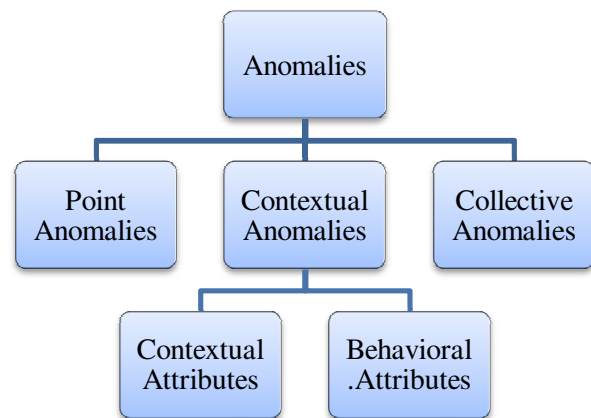 Anomalies
Point
Anomalies
Contextual
Anomalies
Collective
Anomalies
Contextual
Attributes
Behavioral
.Attributes